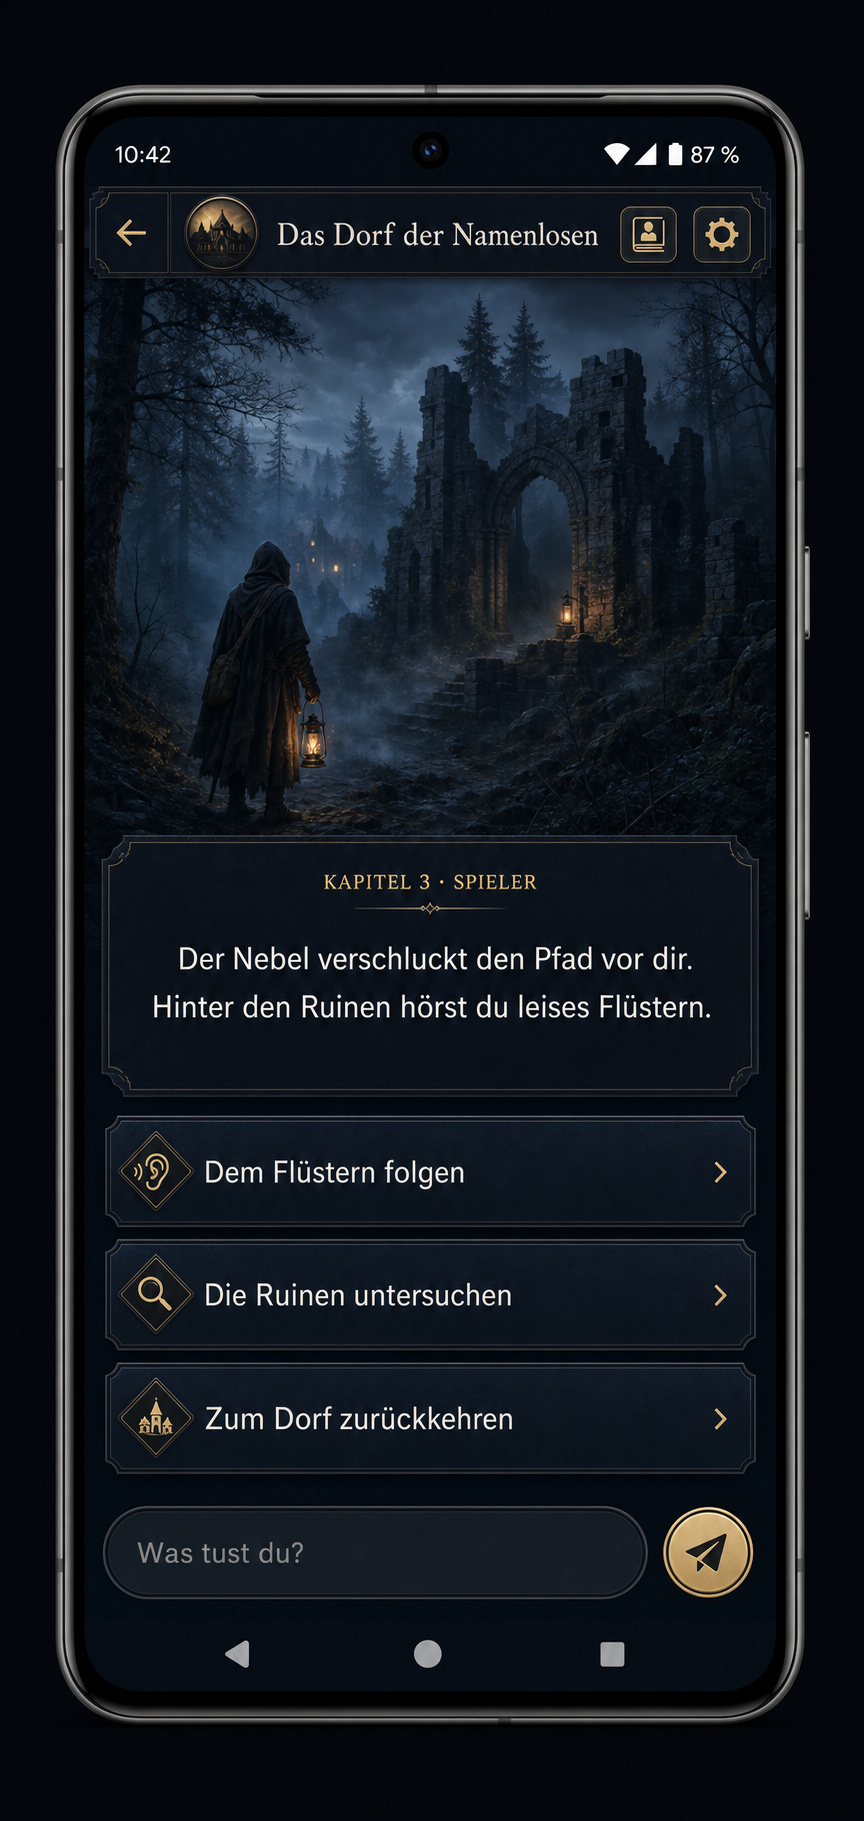 10:42
87 %
Das Dorf der Namenlosen
KAPITEL 3 · SPIELER
Der Nebel verschluckt den Pfad vor dir.
Hinter den Ruinen hörst du leises Flüstern.
Dem Flüstern folgen
Die Ruinen untersuchen
Zum Dorf zurückkehren
Was tust du?